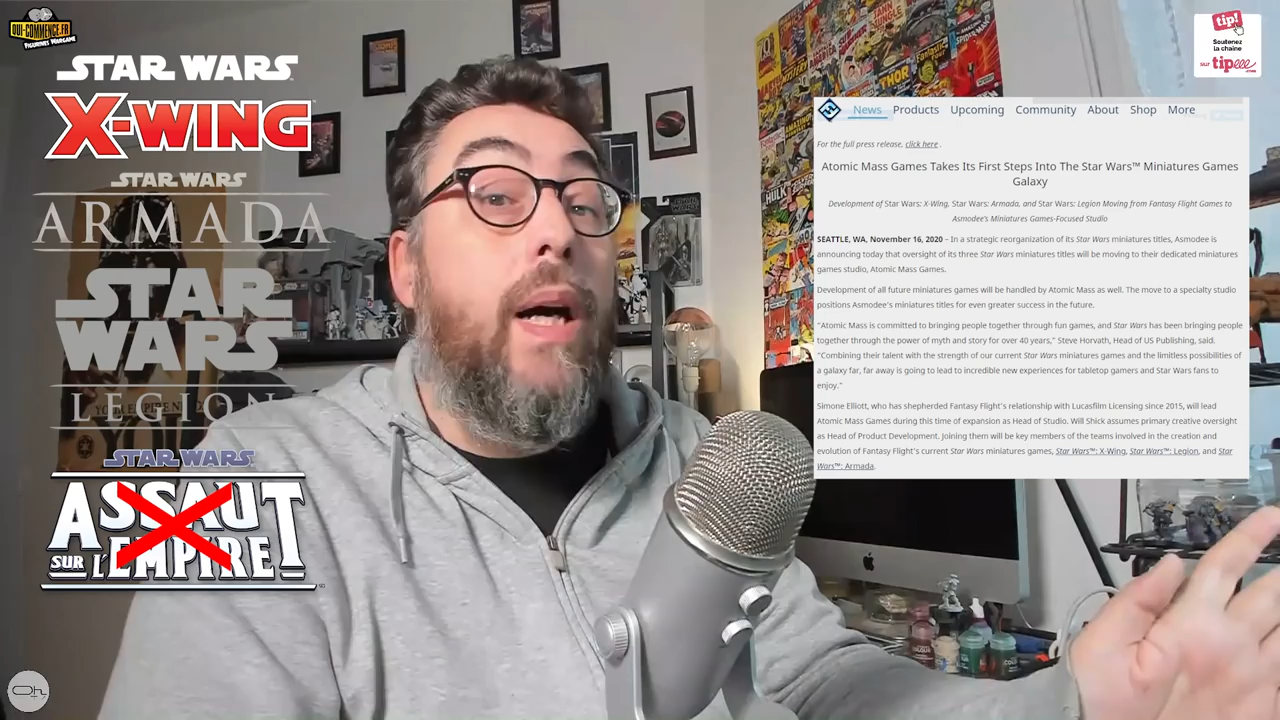 QUI-COMMENCE.FR
FIGURINES WARGAME
STAR WARS
X-WING
STAR WARS
ARMADA
STAR
WARS
LEGION
STAR WARS
ASSAUT
SUR L'EMPIRE
tip!
Soutenez
la chaine
sur tipeee
.com
News Products Upcoming Community About Shop More
For the full press release, click here .
Atomic Mass Games Takes Its First Steps Into The Star Wars™ Miniatures Games
Galaxy
Development of Star Wars: X-Wing, Star Wars: Armada, and Star Wars: Legion Moving from Fantasy Flight Games to
Asmodee's Miniatures Games-Focused Studio
SEATTLE, WA, November 16, 2020 – In a strategic reorganization of its Star Wars miniatures titles, Asmodee is
announcing today that oversight of its three Star Wars miniatures titles will be moving to their dedicated miniatures
games studio, Atomic Mass Games.
Development of all future miniatures games will be handled by Atomic Mass as well. The move to a specialty studio
positions Asmodee's miniatures titles for even greater success in the future.
"Atomic Mass is committed to bringing people together through fun games, and Star Wars has been bringing people
together through the power of myth and story for over 40 years," Steve Horvath, Head of US Publishing, said.
"Combining their talent with the strength of our current Star Wars miniatures games and the limitless possibilities of
a galaxy far, far away is going to lead to incredible new experiences for tabletop gamers and Star Wars fans to
enjoy."
Simone Elliott, who has shepherded Fantasy Flight's relationship with Lucasfilm Licensing since 2015, will lead
Atomic Mass Games during this time of expansion as Head of Studio. Will Shick assumes primary creative oversight
as Head of Product Development. Joining them will be key members of the teams involved in the creation and
evolution of Fantasy Flight's current Star Wars miniatures games, Star Wars™: X-Wing, Star Wars™: Legion, and Star
Wars™: Armada.
THOR
HULK